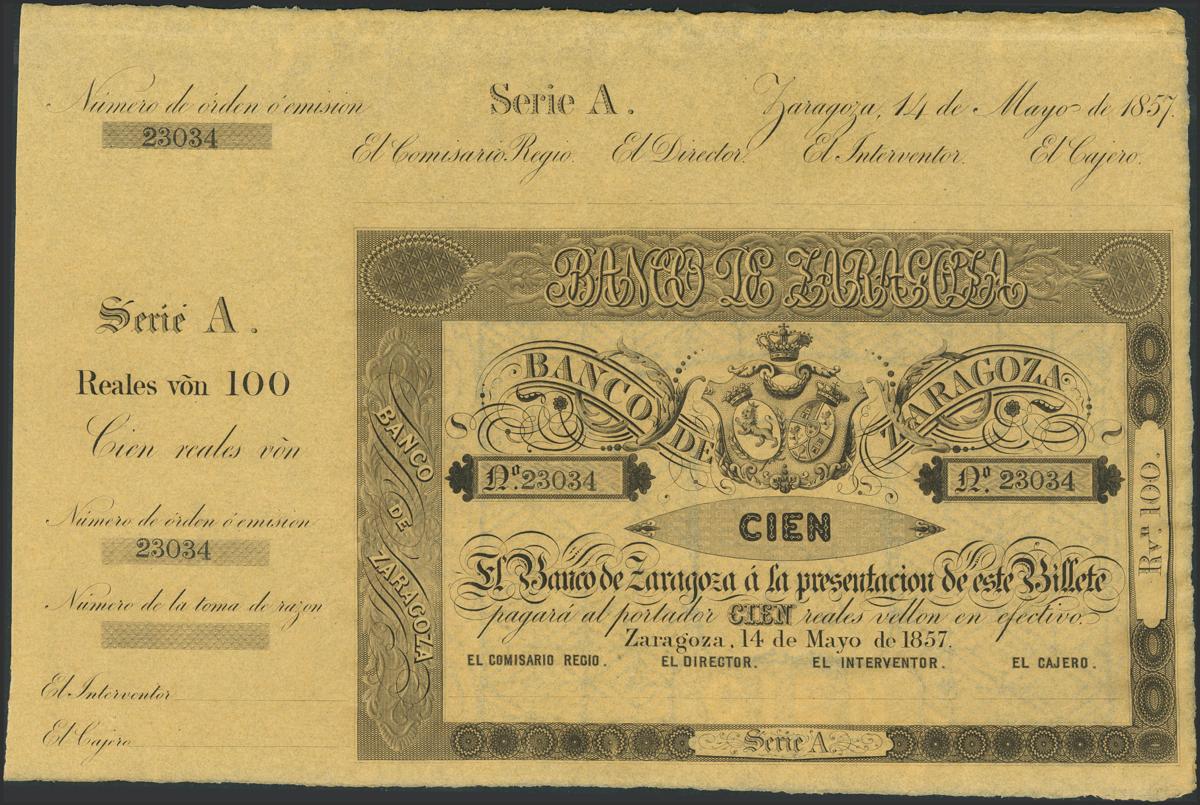 Número de órden ó emision
23034
Serie A.
Zaragoza, 14 de Mayo de 1857.
El Comisario Regio. El Director. El Interventor. El Cajero.
Serié A.
Reales võn 100
Cien reales võn
Número de órden ó emision
23034
Número de la toma de razon
El Interventor
El Cajero
BANCO DE ZARAGOZA
BANCO DE ZARAGOZA
BANCO DE ZARAGOZA
Nº. 23034
Nº. 23034
CIEN
El Banco de Zaragoza á la presentacion de este Billete
pagará al portador CIEN reales vellon en efectivo.
Zaragoza, 14 de Mayo de 1857.
EL COMISARIO REGIO. EL DIRECTOR. EL INTERVENTOR. EL CAJERO.
Rvⁿ 100.
Serie A.